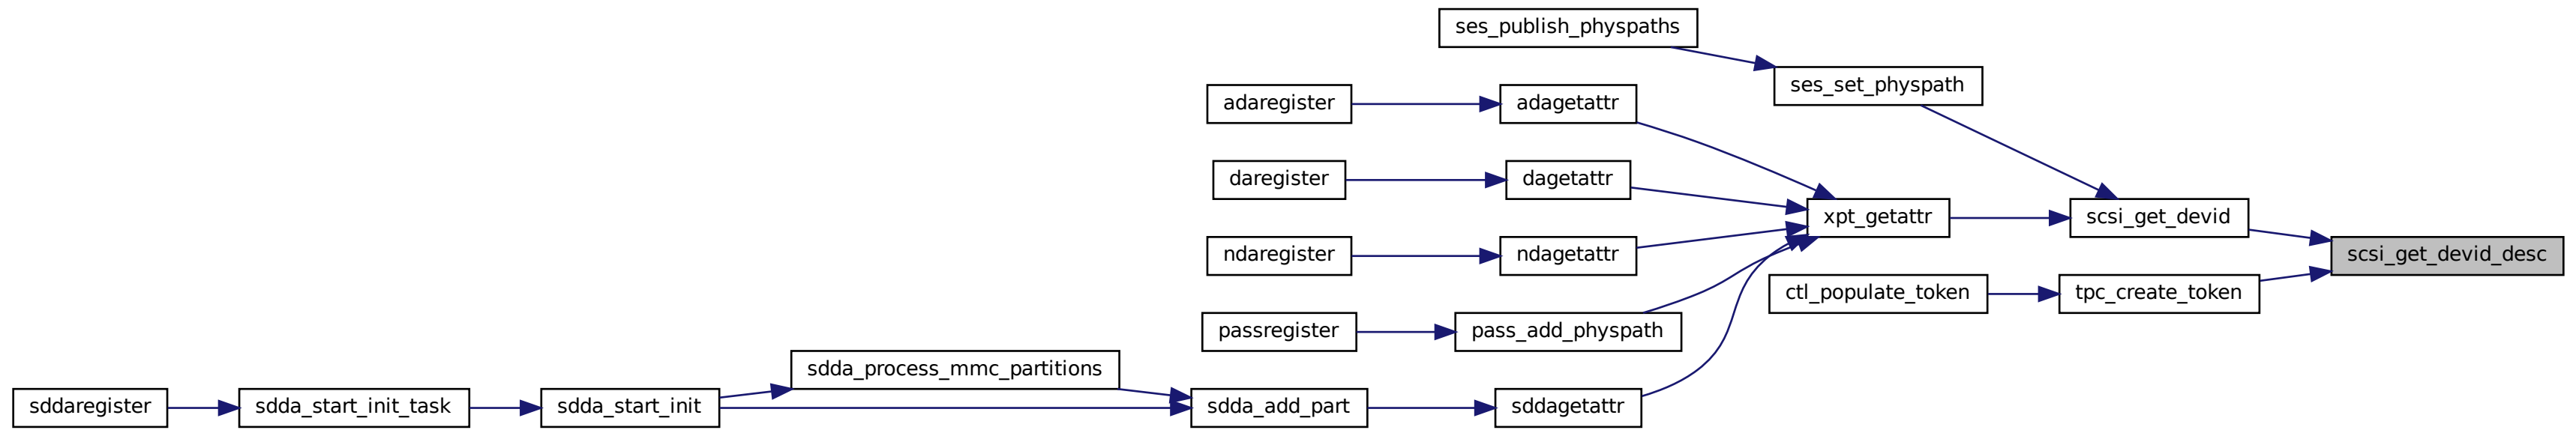 ses_publish_physpaths
ses_set_physpath
adaregister
adagetattr
daregister
dagetattr
xpt_getattr
scsi_get_devid
ndaregister
ndagetattr
scsi_get_devid_desc
ctl_populate_token
tpc_create_token
passregister
pass_add_physpath
sdda_process_mmc_partitions
sddaregister
sdda_start_init_task
sdda_start_init
sdda_add_part
sddagetattr